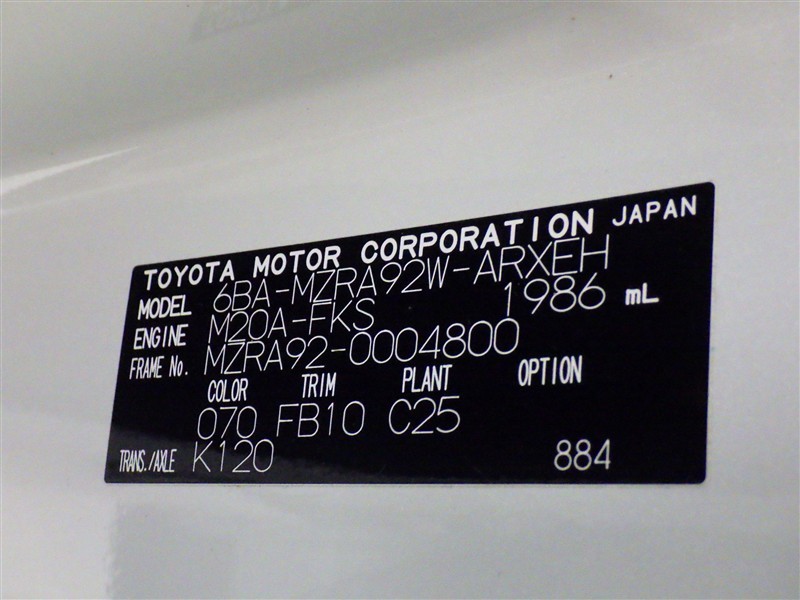 TOYOTA MOTOR CORPORATION JAPAN
MODEL 6BA-MZRA92W-ARXEH
ENGINE M20A-FKS 1986 mL
FRAME No. MZRA92-0004800
COLOR TRIM PLANT OPTION
070 FB10 C25
TRANS./AXLE K120 884